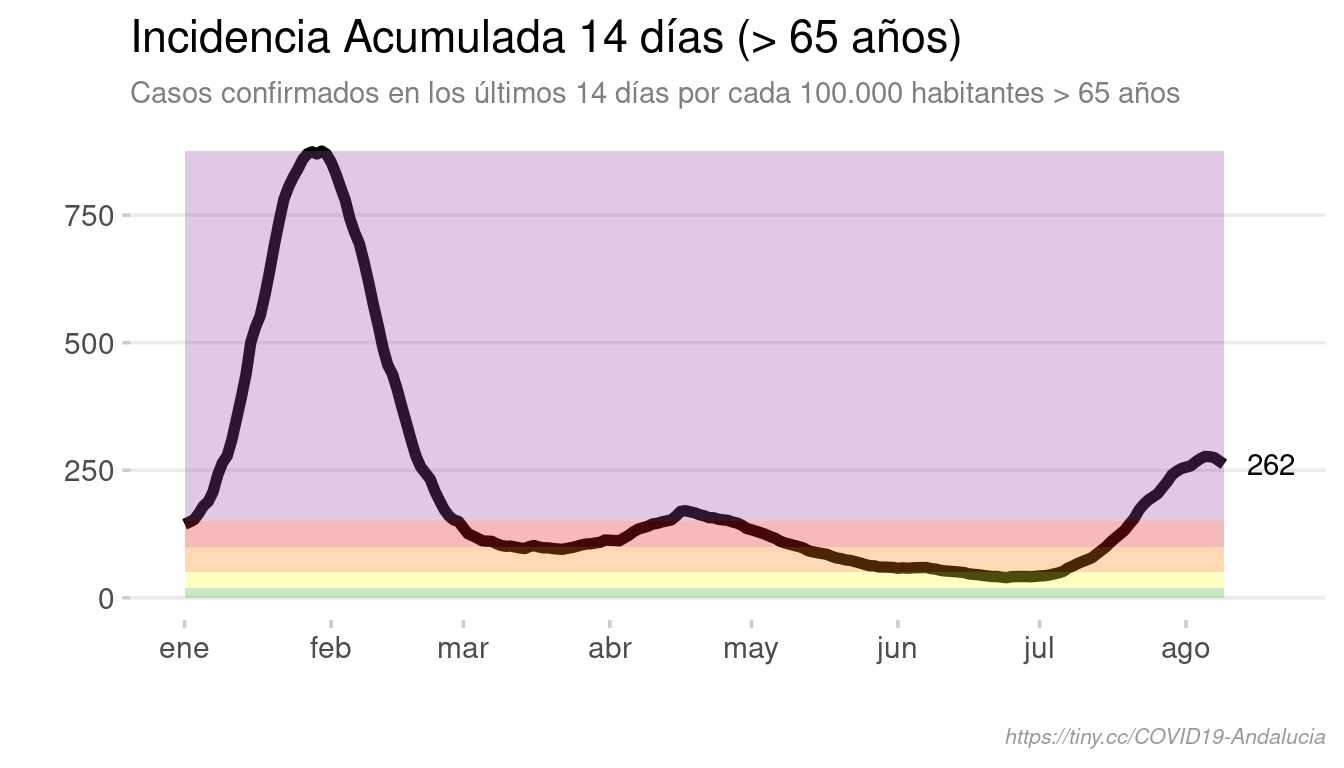 Incidencia Acumulada 14 días (> 65 años)
Casos confirmados en los últimos 14 días por cada 100.000 habitantes > 65 años
750
500
250
0
262
ene feb mar abr may jun jul ago
https://tiny.cc/COVID19-Andalucia